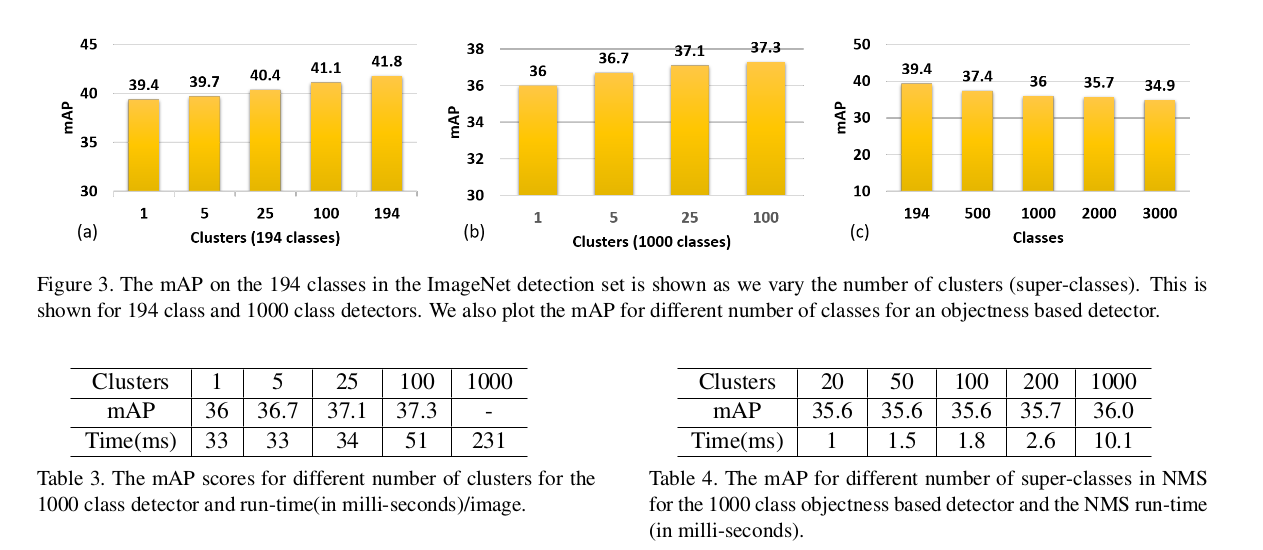 45
40
35
30
mAP
39.4 39.7 40.4 41.1 41.8
1 5 25 100 194
(a) Clusters (194 classes)
38
36
34
32
30
mAP
36 36.7 37.1 37.3
1 5 25 100
(b) Clusters (1000 classes)
50
40
30
20
10
mAP
39.4 37.4 36 35.7 34.9
194 500 1000 2000 3000
(c) Classes
Figure 3. The mAP on the 194 classes in the ImageNet detection set is shown as we vary the number of clusters (super-classes). This is
shown for 194 class and 1000 class detectors. We also plot the mAP for different number of classes for an objectness based detector.
Clusters 1 5 25 100 1000
mAP 36 36.7 37.1 37.3 -
Time(ms) 33 33 34 51 231
Table 3. The mAP scores for different number of clusters for the
1000 class detector and run-time(in milli-seconds)/image.
Clusters 20 50 100 200 1000
mAP 35.6 35.6 35.6 35.7 36.0
Time(ms) 1 1.5 1.8 2.6 10.1
Table 4. The mAP for different number of super-classes in NMS
for the 1000 class objectness based detector and the NMS run-time
(in milli-seconds).